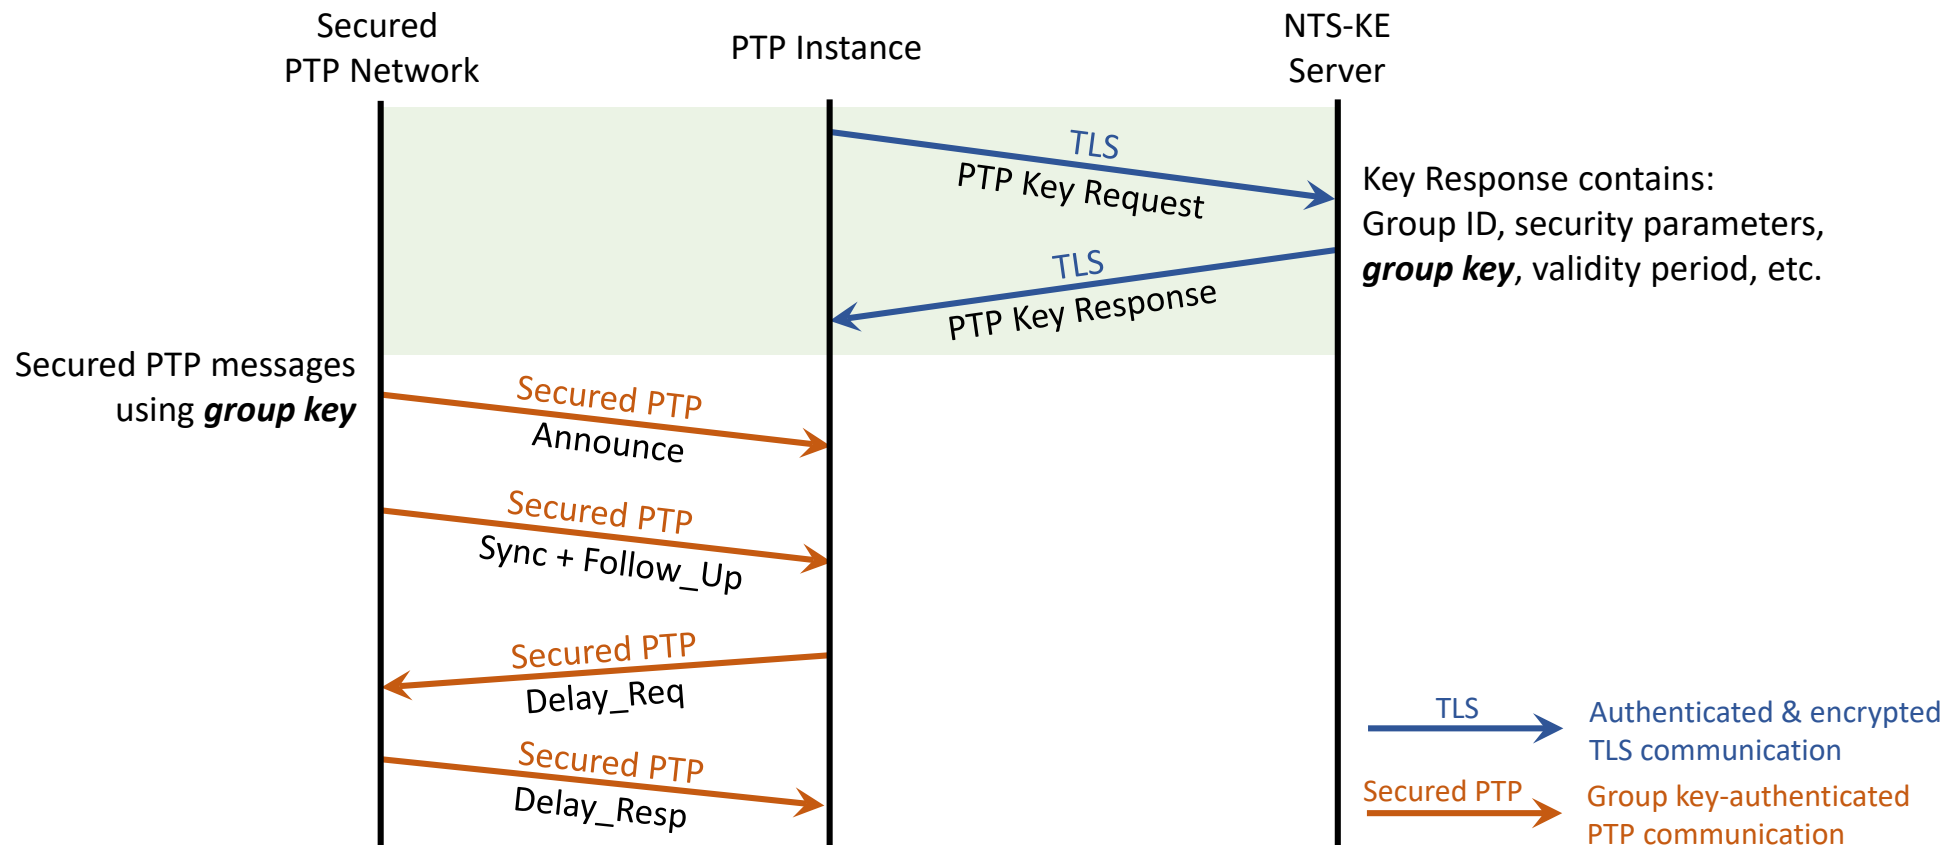 Secured
PTP Network
PTP Instance
NTS-KE
Server
TLS
PTP Key Request
Key Response contains:
Group ID, security parameters,
group key, validity period, etc.
TLS
PTP Key Response
Secured PTP messages
using group key
Secured PTP
Announce
Secured PTP
Sync + Follow_Up
Secured PTP
Delay_Req
Secured PTP
Delay_Resp
TLS
Authenticated & encrypted
TLS communication
Secured PTP
Group key-authenticated
PTP communication